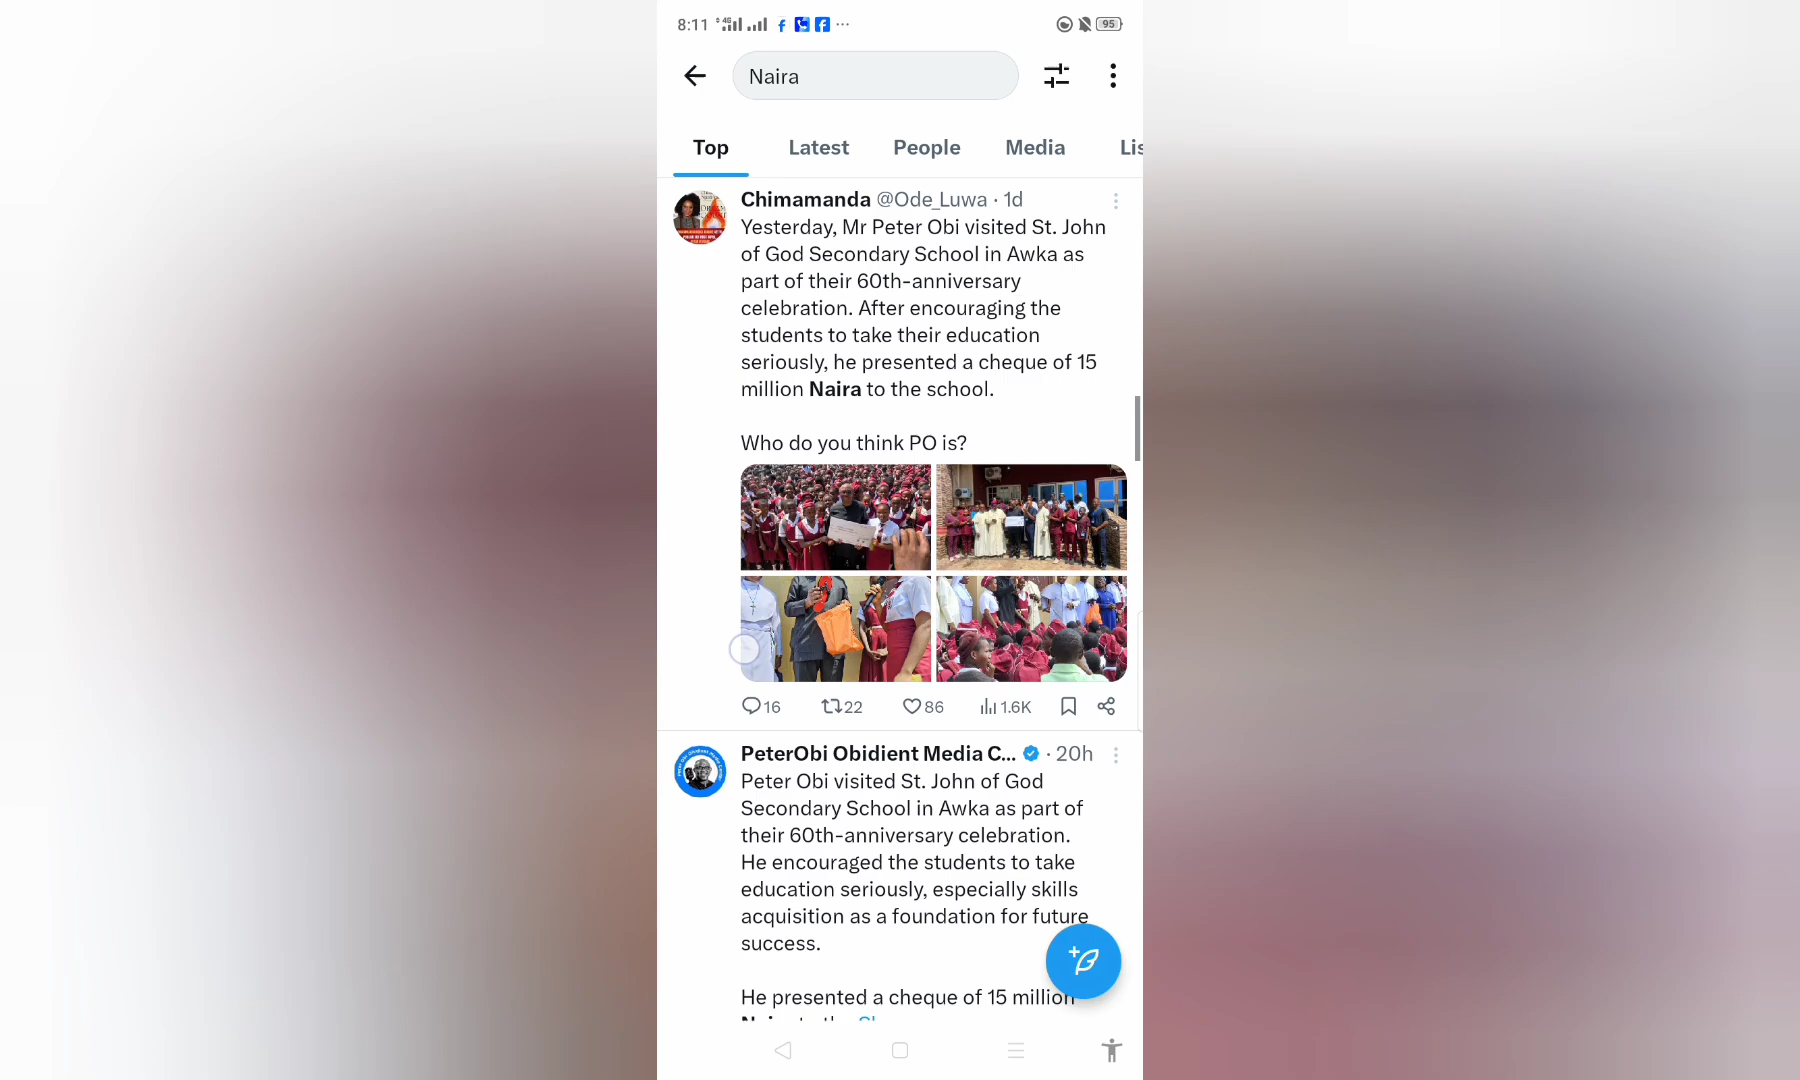 8:11 4G 95
Naira
Top Latest People Media Lis
Chimamanda @Ode_Luwa · 1d
Yesterday, Mr Peter Obi visited St. John
of God Secondary School in Awka as
part of their 60th-anniversary
celebration. After encouraging the
students to take their education
seriously, he presented a cheque of 15
million Naira to the school.
Who do you think PO is?
16 22 86 1.6K
PeterObi Obidient Media C... · 20h
Peter Obi visited St. John of God
Secondary School in Awka as part of
their 60th-anniversary celebration.
He encouraged the students to take
education seriously, especially skills
acquisition as a foundation for future
success.
He presented a cheque of 15 million